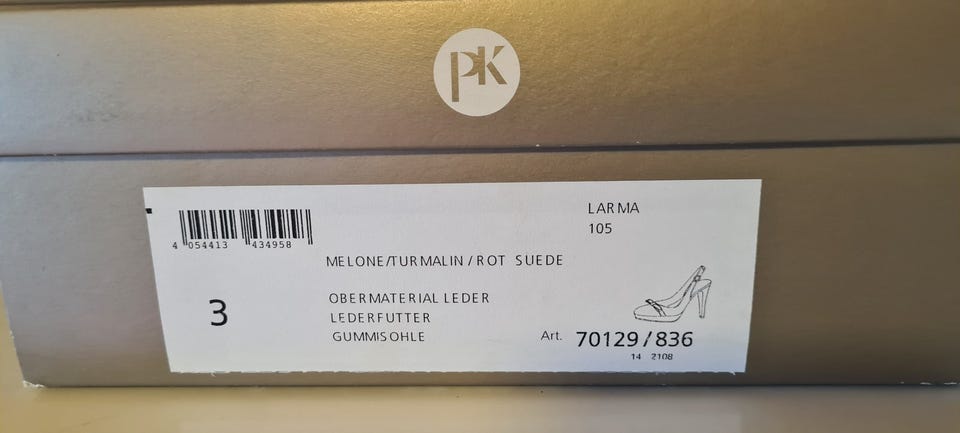 PK
LARMA
105
4 054413 434958
MELONE/TURMALIN / ROT SUEDE
3
OBERMATERIAL LEDER
LEDERFUTTER
GUMMISOHLE
Art. 70129 / 836
14 2108